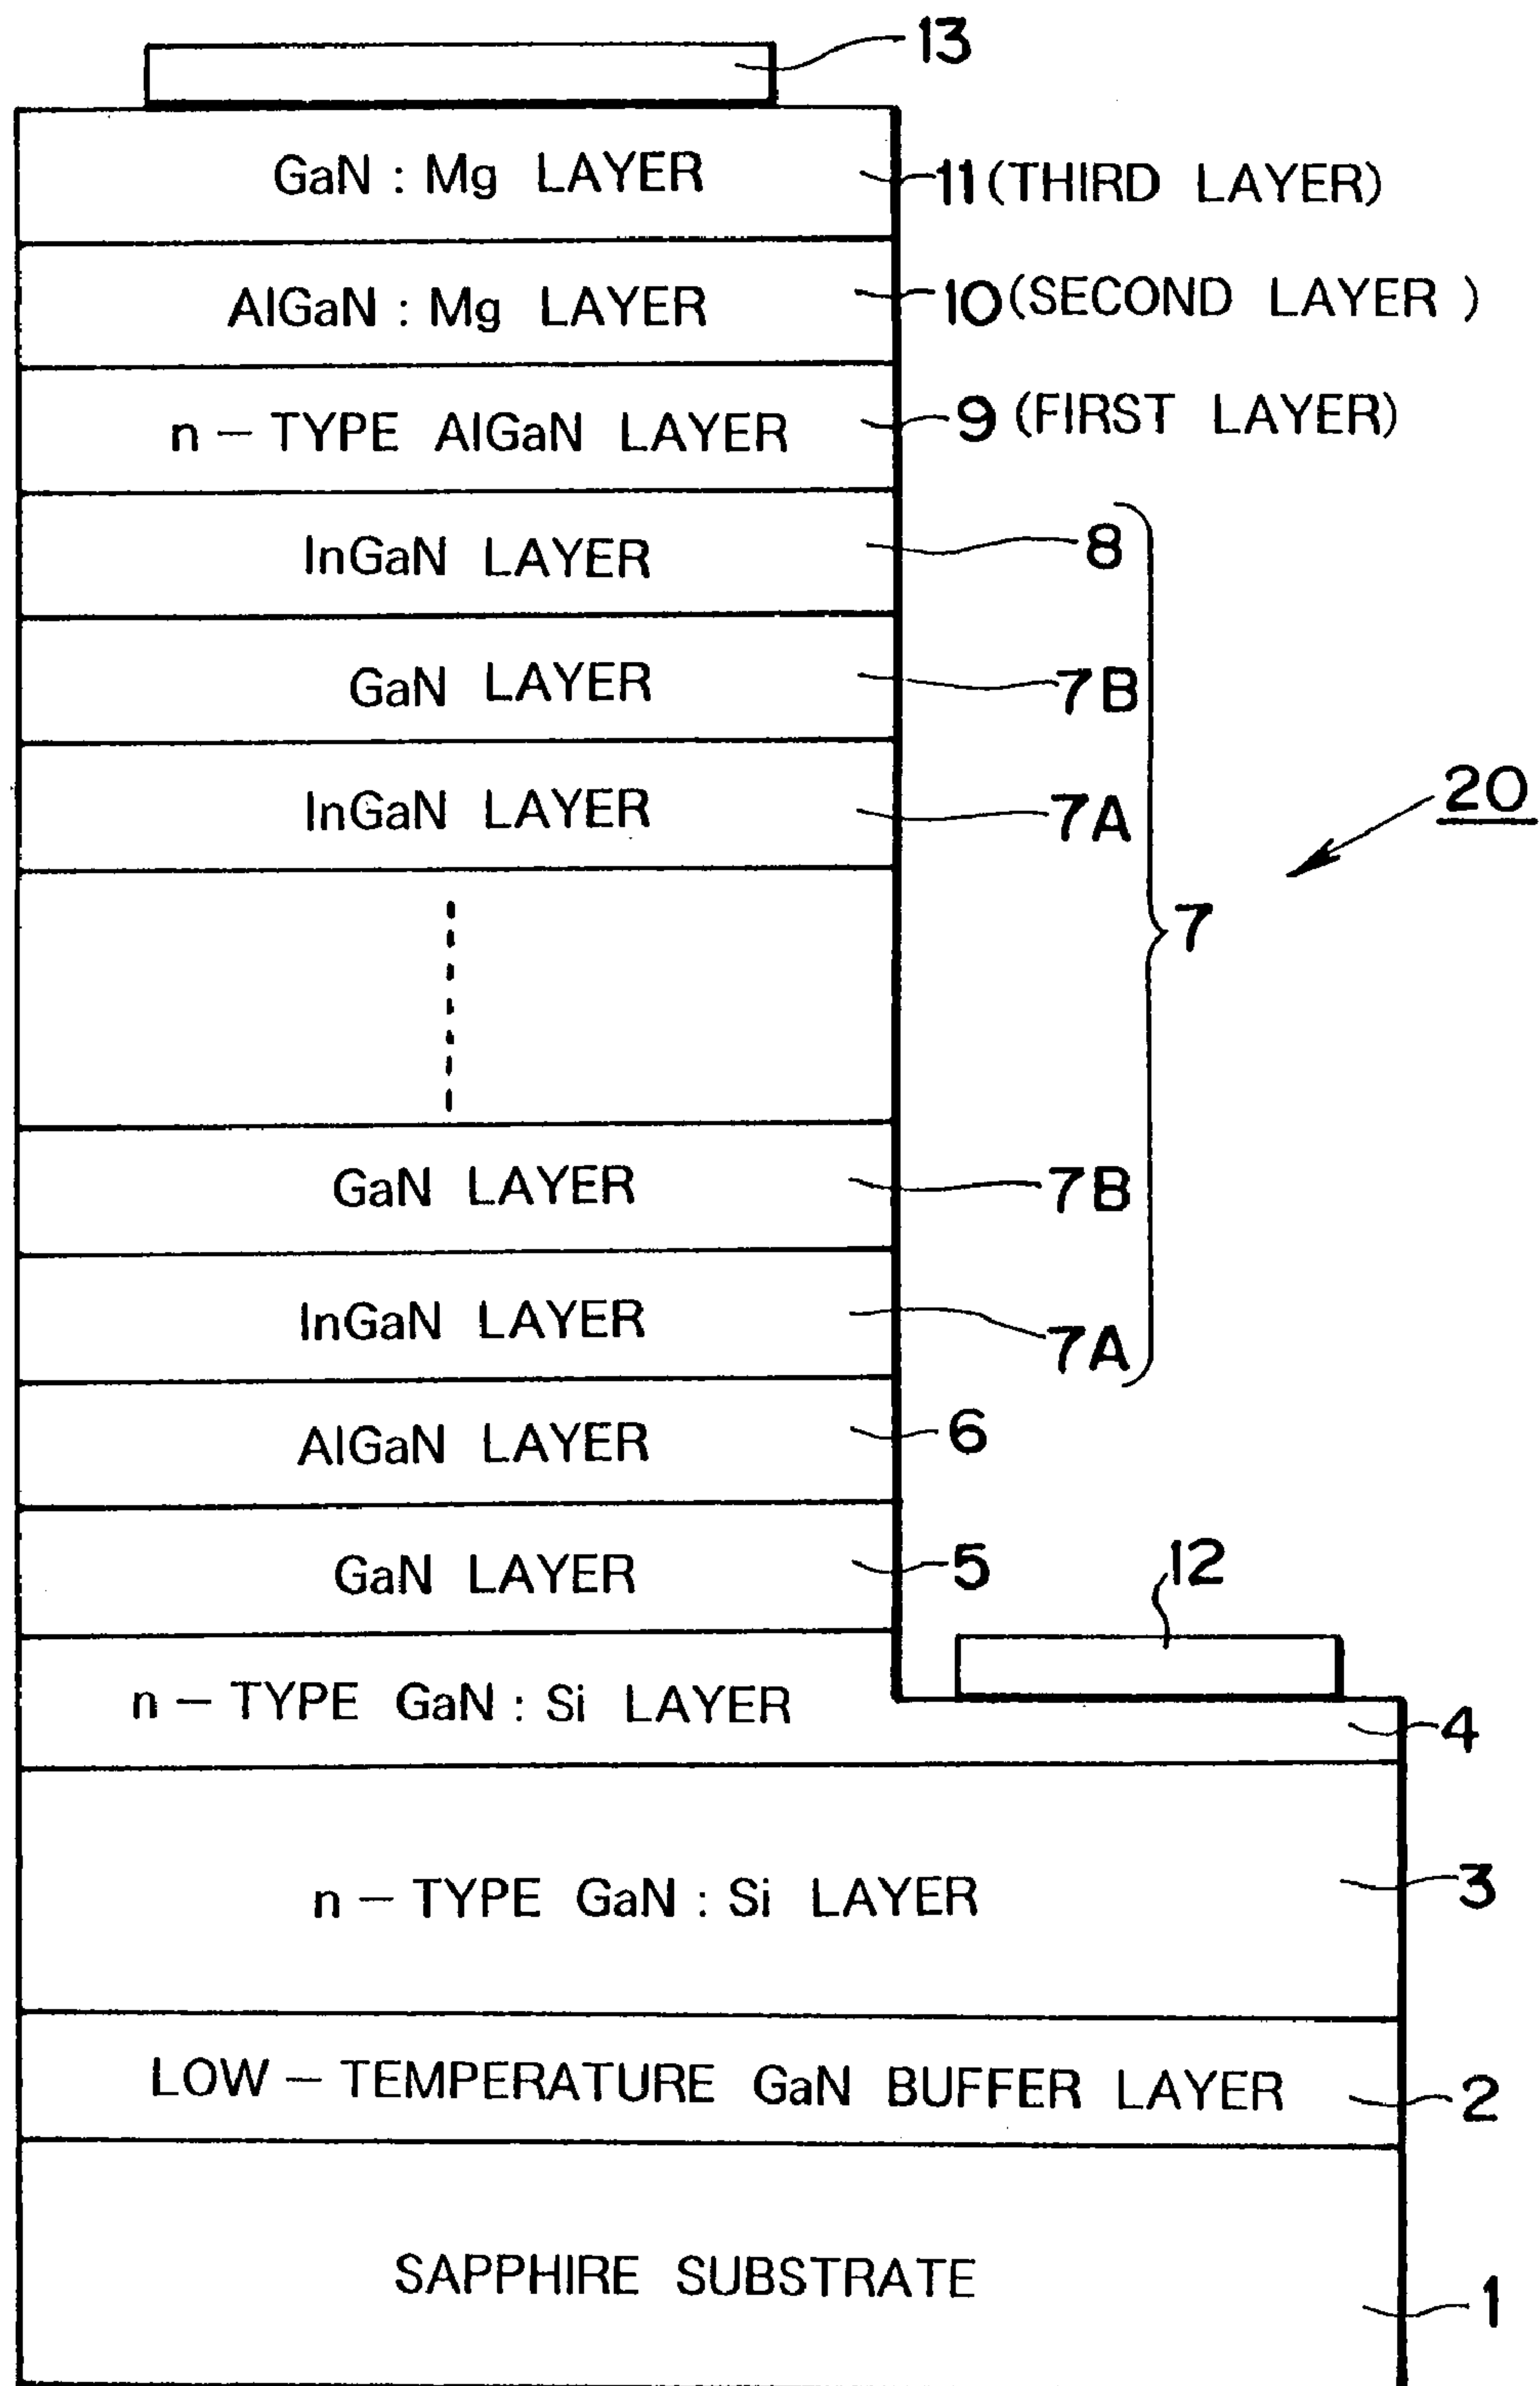 13
GaN : Mg LAYER
11 (THIRD LAYER)
AlGaN : Mg LAYER
10 (SECOND LAYER )
n – TYPE AlGaN LAYER
9 (FIRST LAYER)
InGaN LAYER
8
GaN LAYER
7B
InGaN LAYER
7A
20
7
GaN LAYER
7B
InGaN LAYER
7A
AlGaN LAYER
6
GaN LAYER
5
12
n – TYPE GaN : Si LAYER
4
n – TYPE GaN : Si LAYER
3
LOW – TEMPERATURE GaN BUFFER LAYER
2
SAPPHIRE SUBSTRATE
1